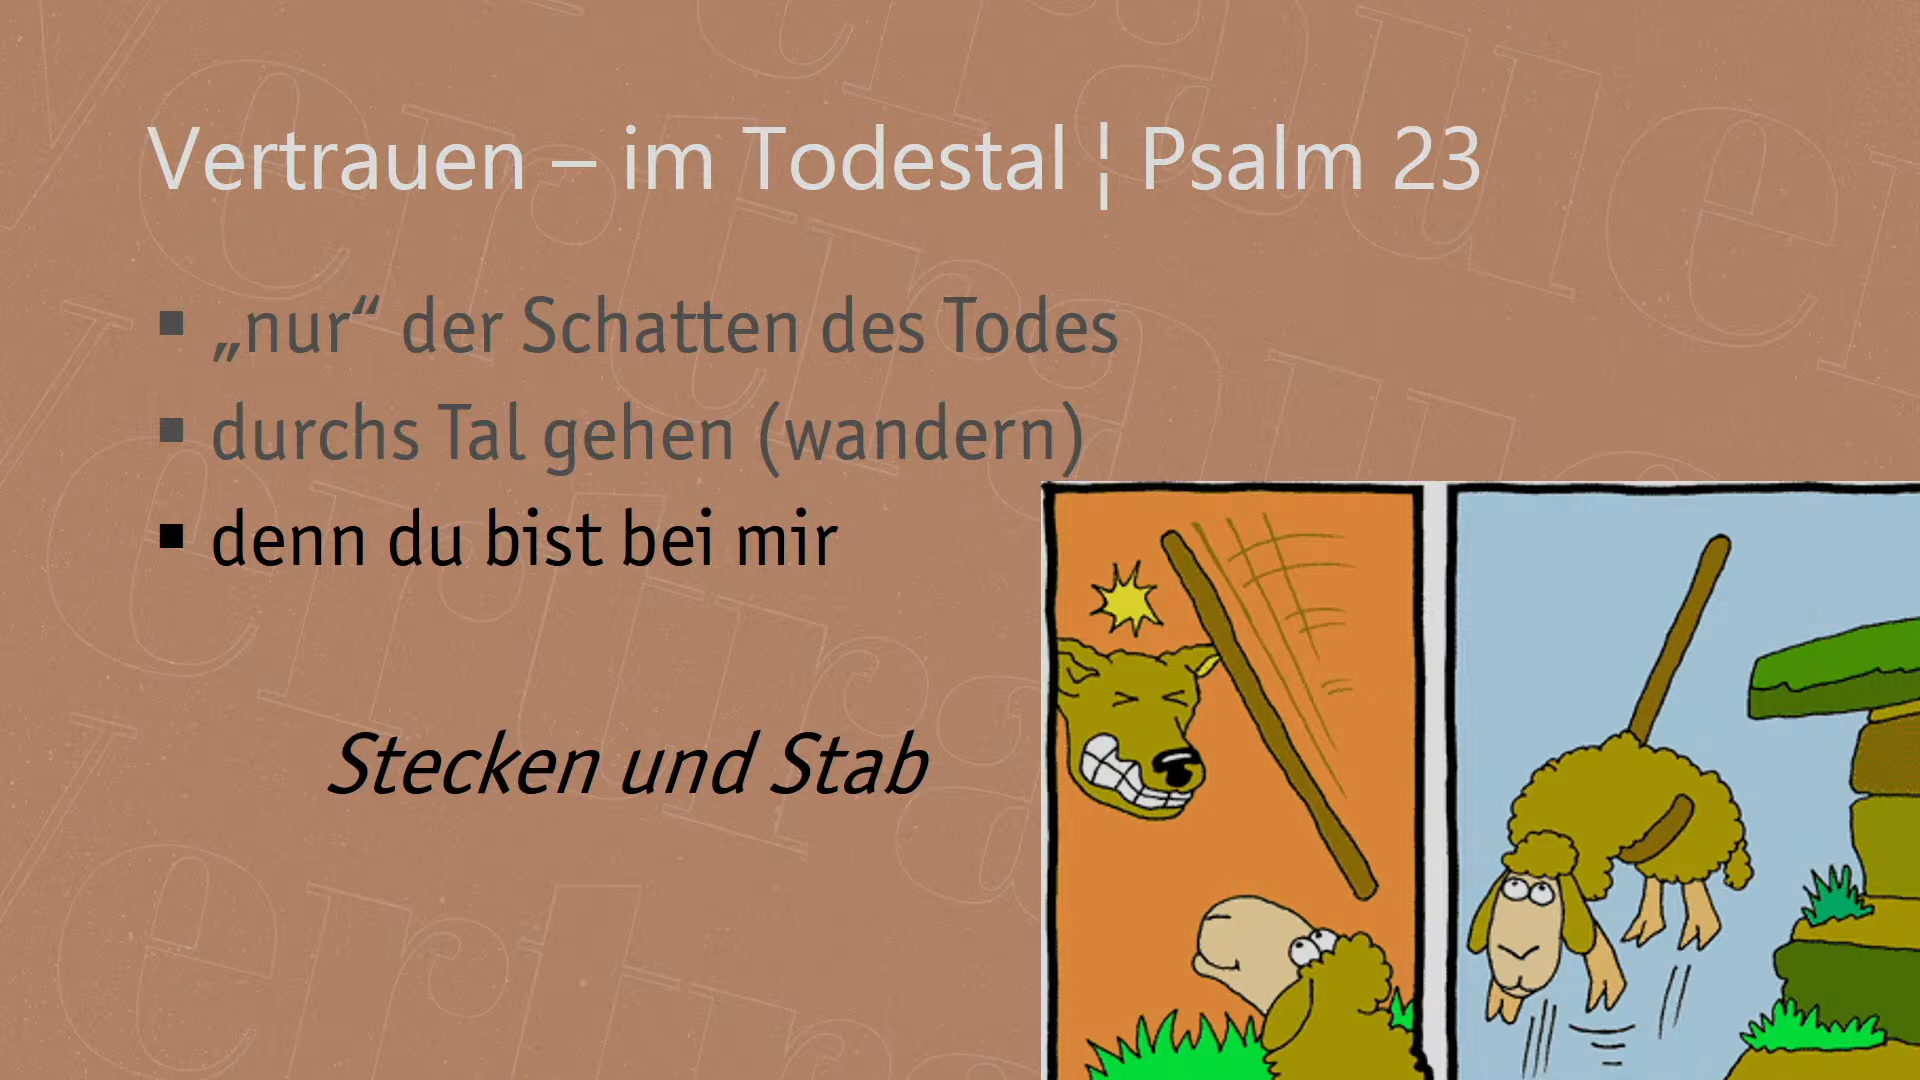 Vertrauen – im Todestal ¦ Psalm 23
▪ „nur“ der Schatten des Todes
▪ durchs Tal gehen (wandern)
▪ denn du bist bei mir
Stecken und Stab